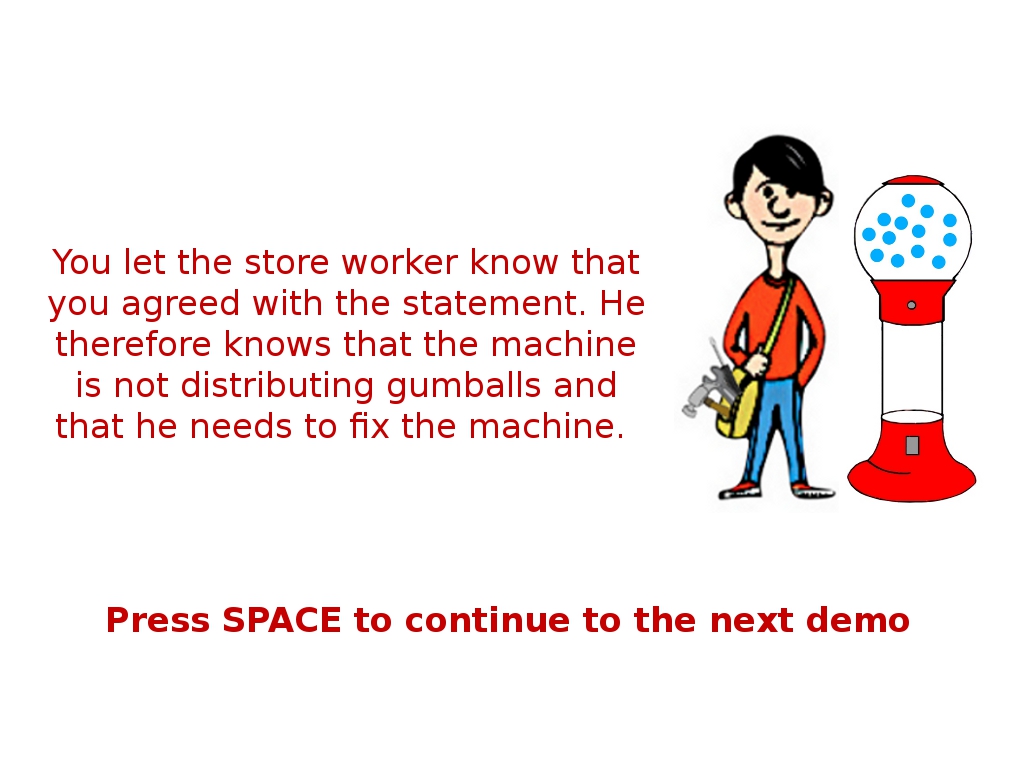 You let the store worker know that
you agreed with the statement. He
therefore knows that the machine
is not distributing gumballs and
that he needs to fix the machine.
Press SPACE to continue to the next demo